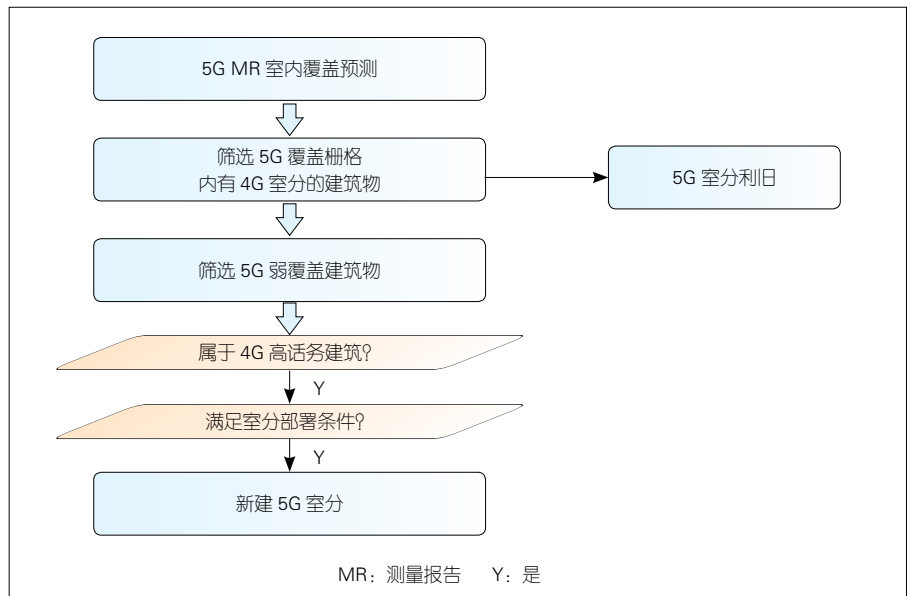 5G MR 室内覆盖预测
筛选 5G 覆盖栅格
内有 4G 室分的建筑物
5G 室分利旧
筛选 5G 弱覆盖建筑物
属于 4G 高话务建筑?
Y
满足室分部署条件?
Y
新建 5G 室分
MR：测量报告 Y：是